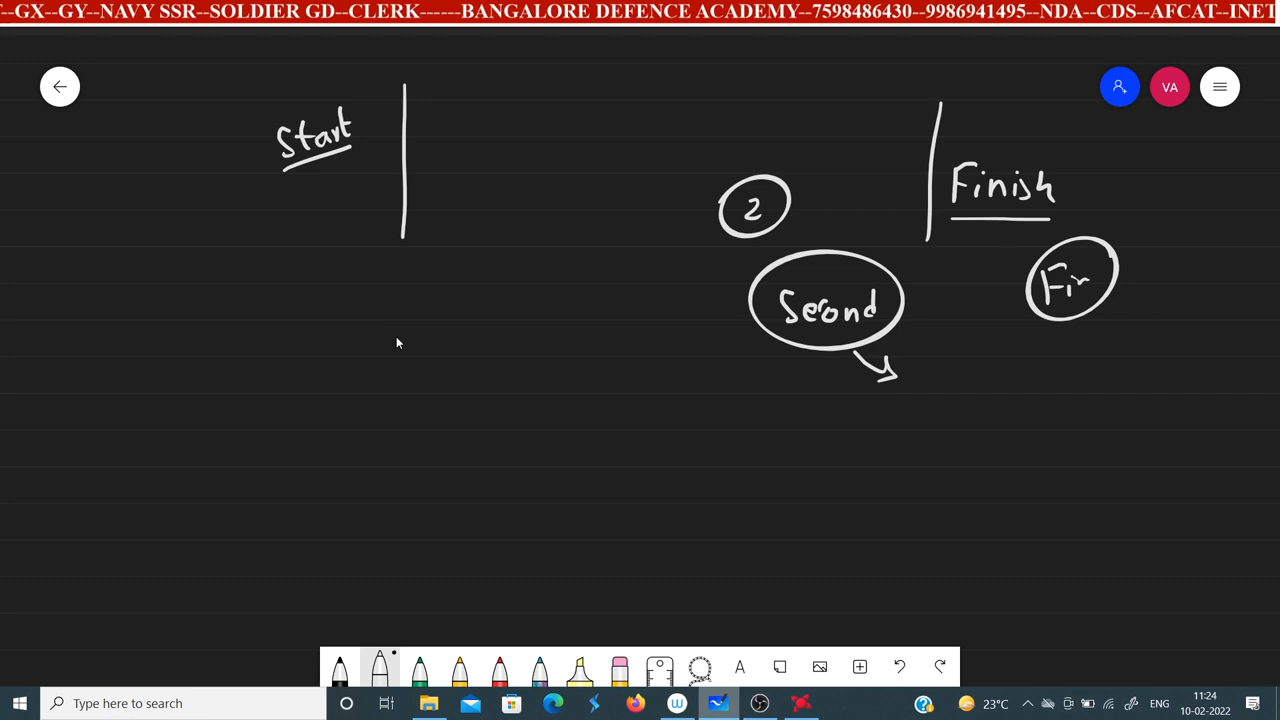 -GX--GY--NAVY SSR--SOLDIER GD--CLERK------BANGALORE DEFENCE ACADEMY--7598486430--9986941495--NDA--CDS--AFCAT--INET
VA
Start
Finish
2
Second
Fin
A
Type here to search
W
23°C
ENG
11:24
10-02-2022